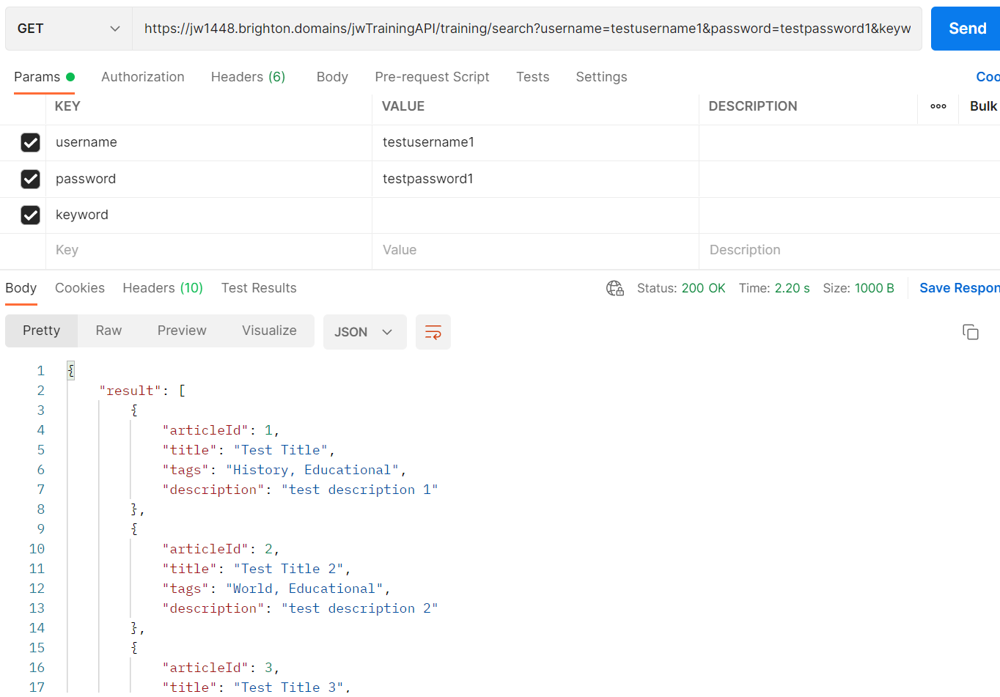 GET https://jw1448.brighton.domains/jwTrainingAPI/training/search?username=testusername1&password=testpassword1&keyw Send
Params Authorization Headers (6) Body Pre-request Script Tests Settings Coo
KEY VALUE DESCRIPTION ooo Bulk
username testusername1
password testpassword1
keyword
Key Value Description
Body Cookies Headers (10) Test Results Status: 200 OK Time: 2.20 s Size: 1000 B Save Respon
Pretty Raw Preview Visualize JSON
1 {
2 "result": [
3 {
4 "articleId": 1,
5 "title": "Test Title",
6 "tags": "History, Educational",
7 "description": "test description 1"
8 },
9 {
10 "articleId": 2,
11 "title": "Test Title 2",
12 "tags": "World, Educational",
13 "description": "test description 2"
14 },
15 {
16 "articleId": 3,
17 "title": "Test Title 3",